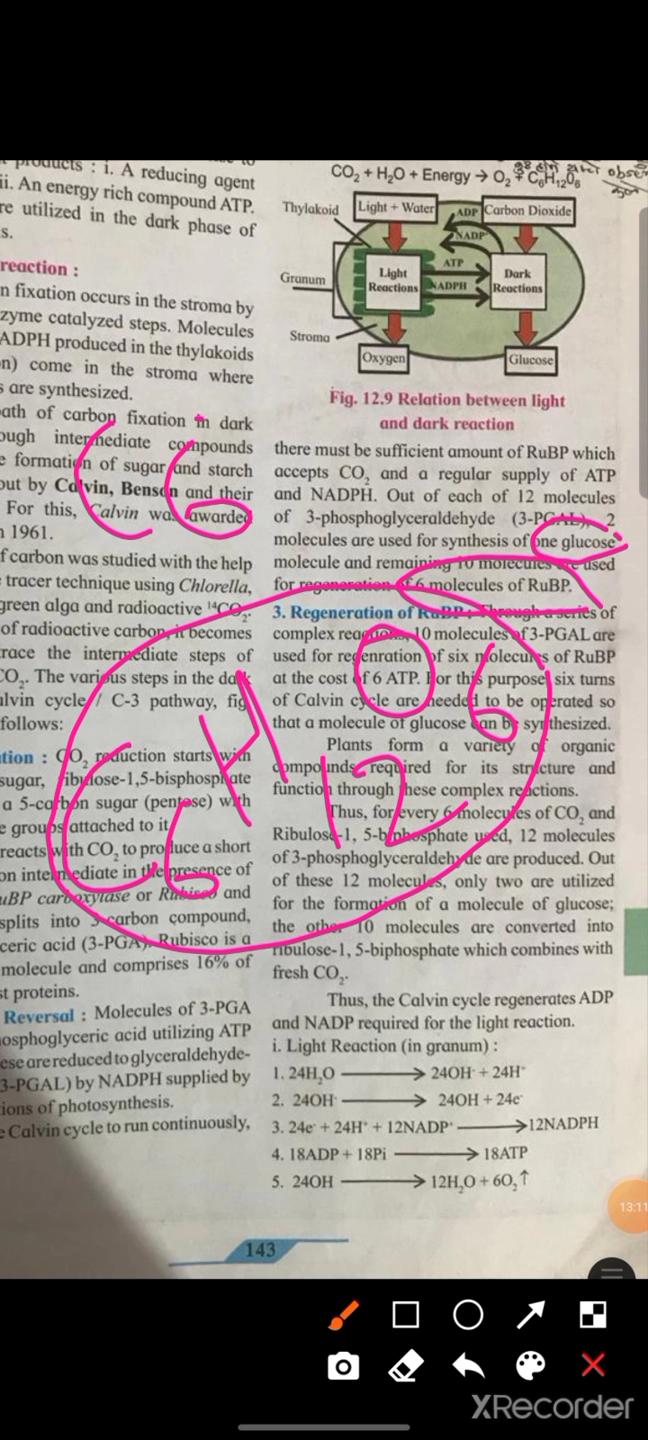 products : i. A reducing agent
ii. An energy rich compound ATP.
re utilized in the dark phase of
s.
reaction :
n fixation occurs in the stroma by
zyme catalyzed steps. Molecules
ADPH produced in the thylakoids
n) come in the stroma where
s are synthesized.
ath of carbon fixation in dark
ough intermediate compounds
e formation of sugar and starch
out by Calvin, Benson and their
For this, Calvin was awarded
n 1961.
f carbon was studied with the help
tracer technique using Chlorella,
green alga and radioactive ¹⁴CO₂.
of radioactive carbon, it becomes
trace the intermediate steps of
CO₂. The various steps in the dark
alvin cycle / C-3 pathway, fig
follows:
ation : CO₂ reduction starts with
sugar, ribulose-1,5-bisphosphate
a 5-carbon sugar (pentose) with
e groups attached to it.
reacts with CO₂ to produce a short
on intermediate in the presence of
uBP carboxylase or Rubisco and
splits into 3-carbon compound,
ceric acid (3-PGA). Rubisco is a
molecule and comprises 16% of
st proteins.
Reversal : Molecules of 3-PGA
hosphoglyceric acid utilizing ATP
ese are reduced to glyceraldehyde-
3-PGAL) by NADPH supplied by
tions of photosynthesis.
e Calvin cycle to run continuously,
CO₂ + H₂O + Energy → O₂ + C₆H₁₂O₆
Thylakoid
Light + Water
ADP
Carbon Dioxide
NADP
Granum
Light
Reactions
ATP
NADPH
Dark
Reactions
Stroma
Oxygen
Glucose
Fig. 12.9 Relation between light
and dark reaction
there must be sufficient amount of RuBP which
accepts CO₂ and a regular supply of ATP
and NADPH. Out of each of 12 molecules
of 3-phosphoglyceraldehyde (3-PGAL), 2
molecules are used for synthesis of one glucose
molecule and remaining 10 molecules are used
for regeneration of 6 molecules of RuBP.
3. Regeneration of RuBP : Through a series of
complex reactions, 10 molecules of 3-PGAL are
used for regenration of six molecules of RuBP
at the cost of 6 ATP. For this purpose, six turns
of Calvin cycle are needed to be operated so
that a molecule of glucose can be synthesized.
Plants form a variety of organic
compounds required for its structure and
function through these complex reactions.
Thus, for every 6 molecules of CO₂ and
Ribulose-1, 5-biphosphate used, 12 molecules
of 3-phosphoglyceraldehyde are produced. Out
of these 12 molecules, only two are utilized
for the formation of a molecule of glucose;
the other 10 molecules are converted into
ribulose-1, 5-biphosphate which combines with
fresh CO₂.
Thus, the Calvin cycle regenerates ADP
and NADP required for the light reaction.
i. Light Reaction (in granum) :
1. 24H₂O → 24OH⁻ + 24H⁺
2. 24OH⁻ → 24OH + 24e⁻
3. 24e⁻ + 24H⁺ + 12NADP⁺ → 12NADPH
4. 18ADP + 18Pi → 18ATP
5. 24OH → 12H₂O + 6O₂↑
C6
C6H12O6
143
13:11
XRecorder